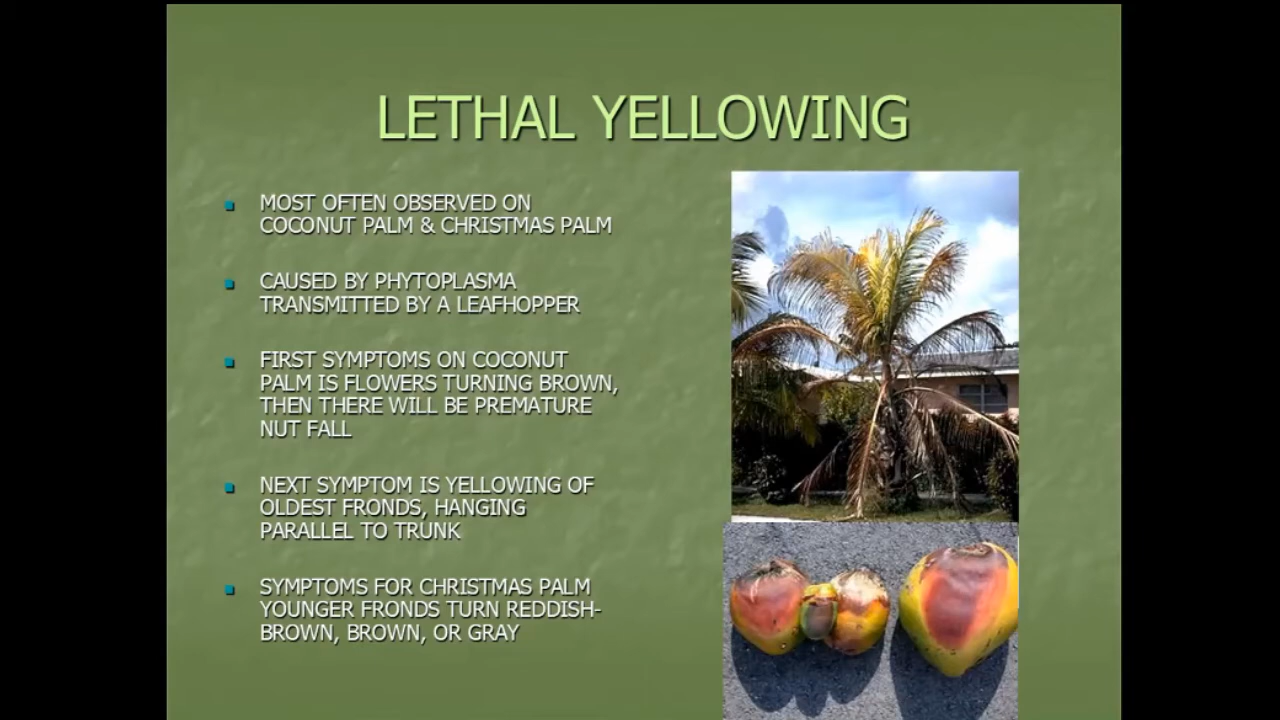 LETHAL YELLOWING
MOST OFTEN OBSERVED ON
COCONUT PALM & CHRISTMAS PALM
CAUSED BY PHYTOPLASMA
TRANSMITTED BY A LEAFHOPPER
FIRST SYMPTOMS ON COCONUT
PALM IS FLOWERS TURNING BROWN,
THEN THERE WILL BE PREMATURE
NUT FALL
NEXT SYMPTOM IS YELLOWING OF
OLDEST FRONDS, HANGING
PARALLEL TO TRUNK
SYMPTOMS FOR CHRISTMAS PALM
YOUNGER FRONDS TURN REDDISH-
BROWN, BROWN, OR GRAY